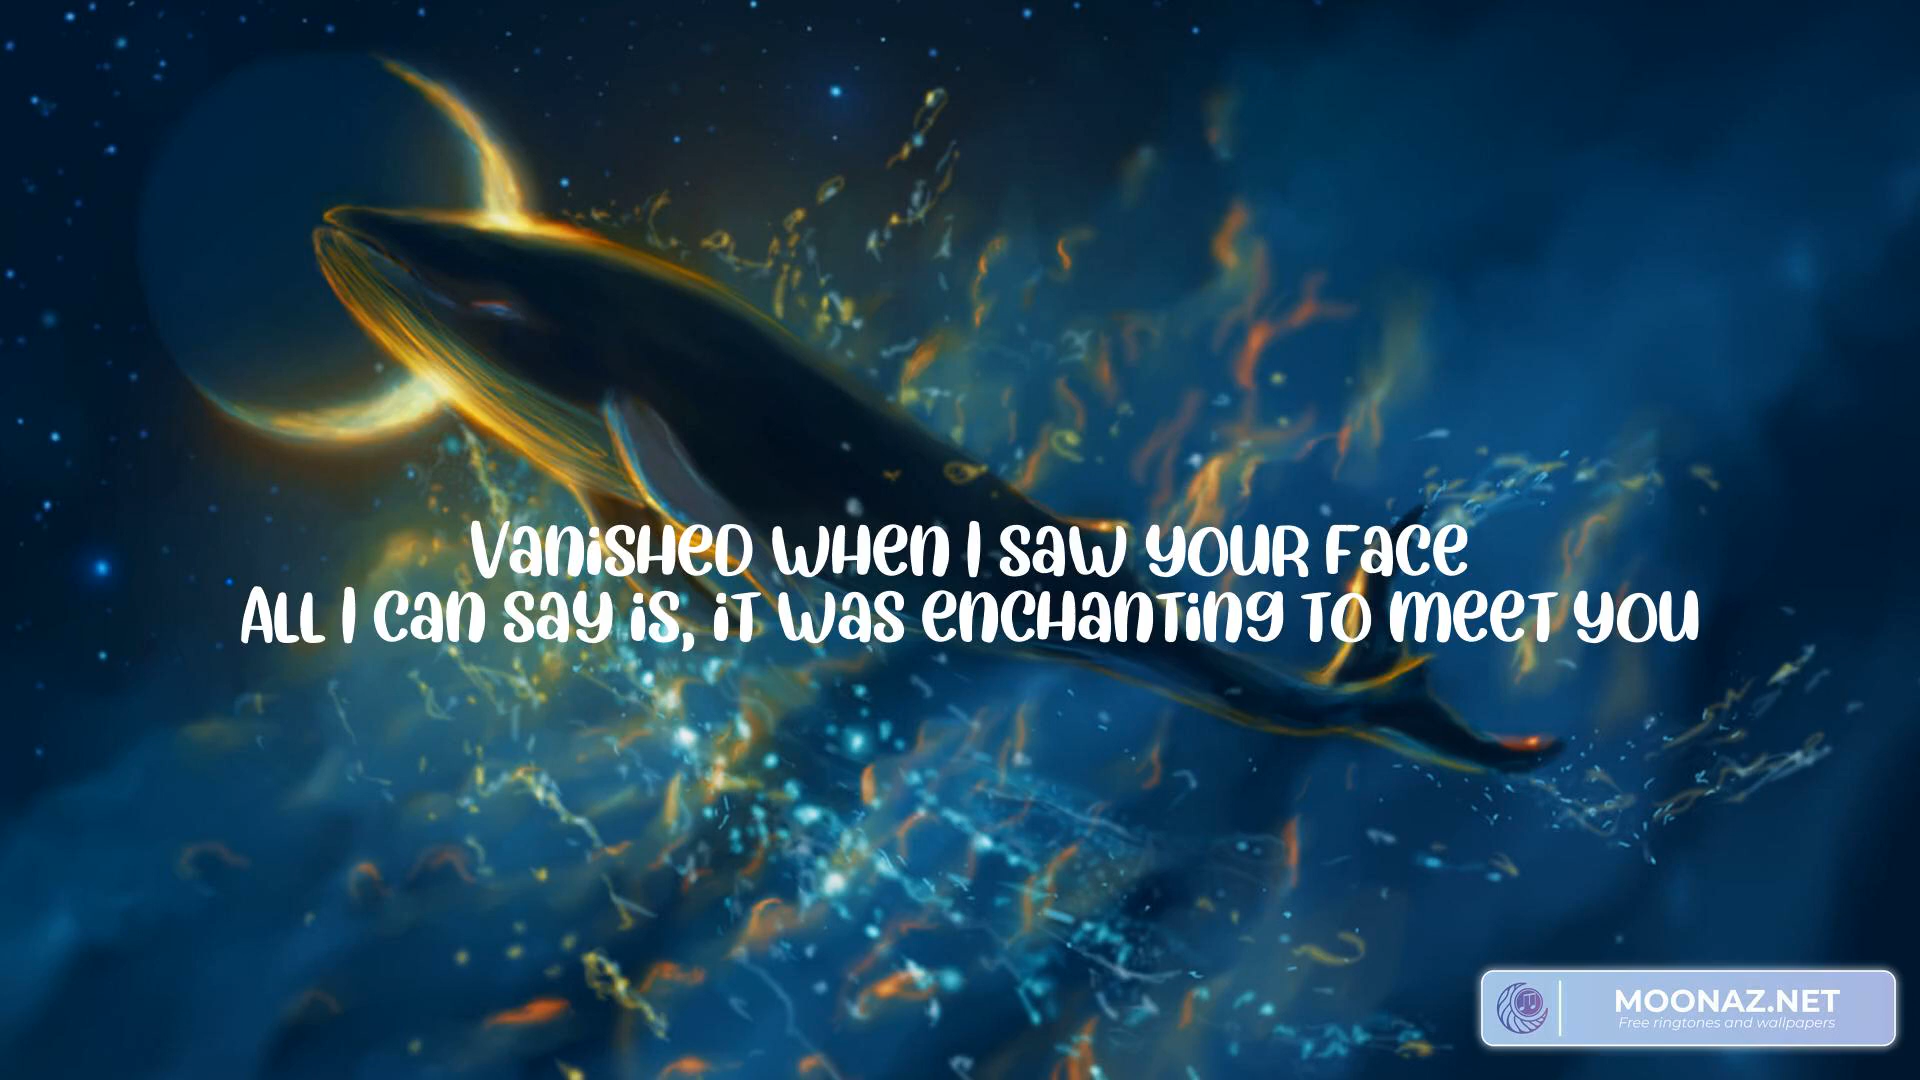 Vanished when I saw your face
All I can say is, it was enchanting to meet you
MOONAZ.NET
Free ringtones and wallpapers